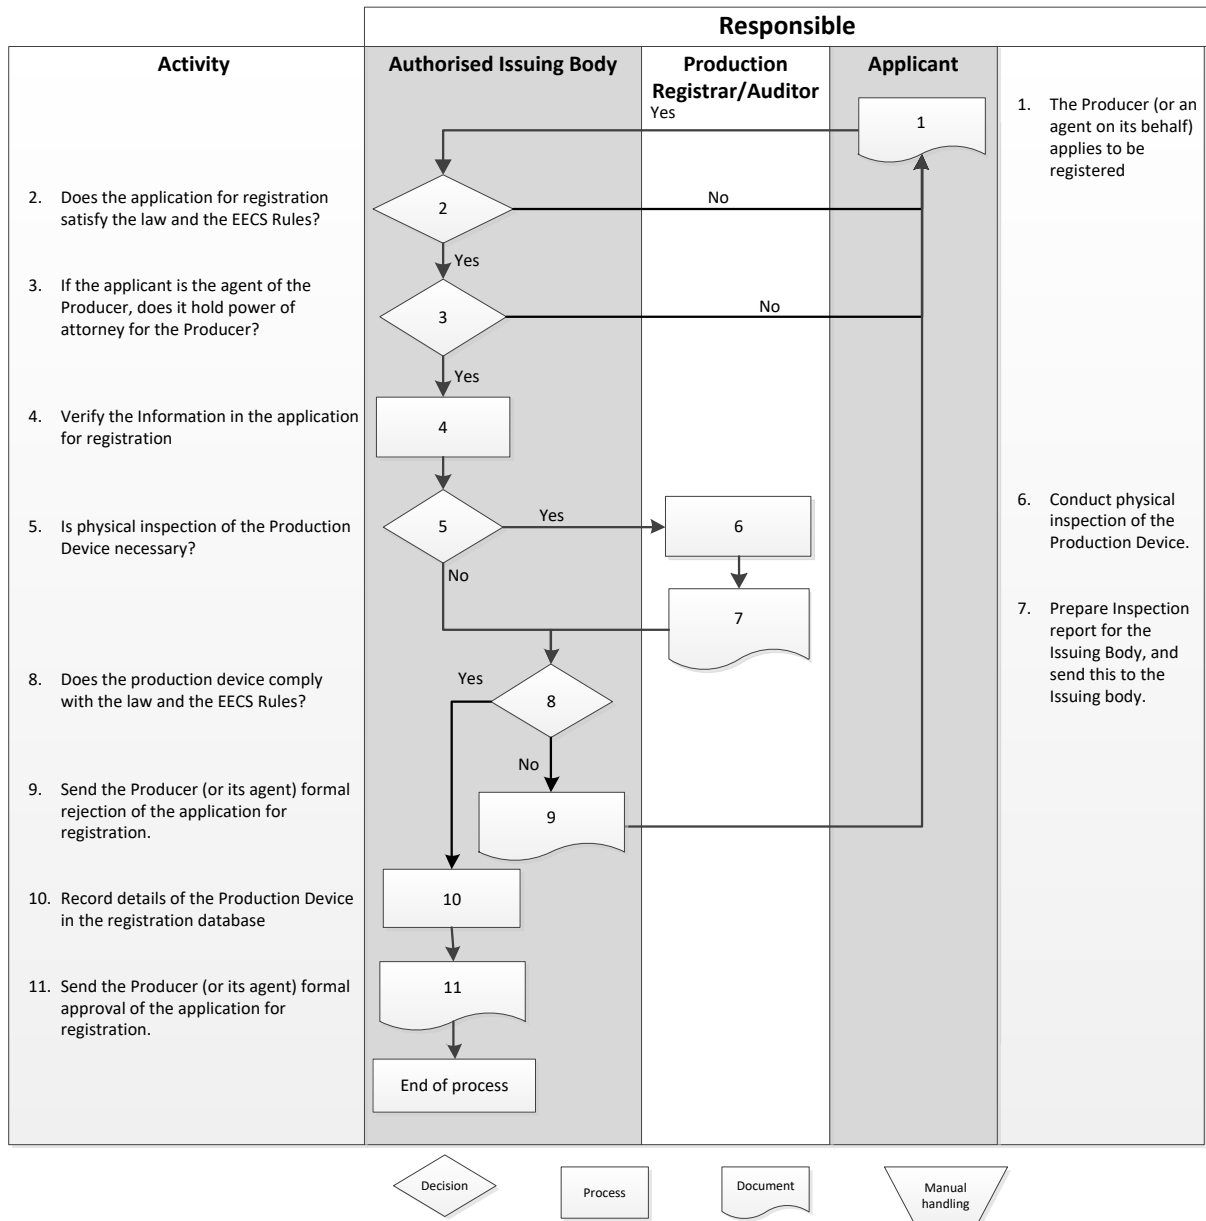 Responsible
Activity
Authorised Issuing Body
Production
Registrar/Auditor
Applicant
Yes
1
1. The Producer (or an
agent on its behalf)
applies to be
registered
2. Does the application for registration
satisfy the law and the EECS Rules?
2
No
Yes
3. If the applicant is the agent of the
Producer, does it hold power of
attorney for the Producer?
3
No
Yes
4. Verify the Information in the application
for registration
4
5. Is physical inspection of the Production
Device necessary?
5
Yes
6
6. Conduct physical
inspection of the
Production Device.
No
7
7. Prepare Inspection
report for the
Issuing Body, and
send this to the
Issuing body.
8. Does the production device comply
with the law and the EECS Rules?
Yes
8
No
9. Send the Producer (or its agent) formal
rejection of the application for
registration.
9
10. Record details of the Production Device
in the registration database
10
11. Send the Producer (or its agent) formal
approval of the application for
registration.
11
End of process
Decision
Process
Document
Manual
handling